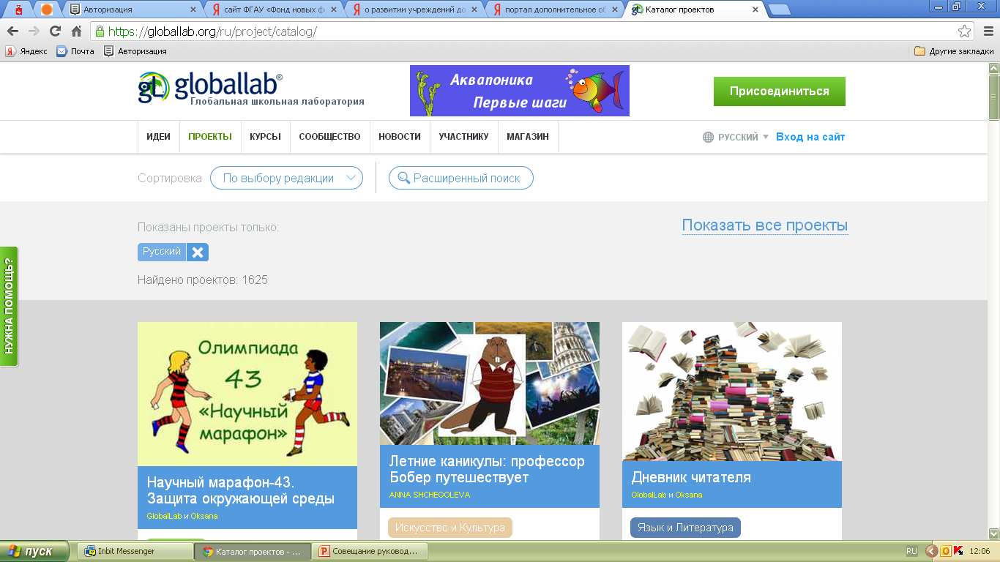 Авторизация
сайт ФГАУ «Фонд новых ф
о развитии учреждений до
портал дополнительное об
Каталог проектов
https://globallab.org/ru/project/catalog/
Яндекс
Почта
Авторизация
Другие закладки
globallab®
Глобальная школьная лаборатория
Аквапоника
Первые шаги
Присоединиться
ИДЕИ
ПРОЕКТЫ
КУРСЫ
СООБЩЕСТВО
НОВОСТИ
УЧАСТНИКУ
МАГАЗИН
РУССКИЙ
Вход на сайт
Сортировка
По выбору редакции
Расширенный поиск
Показаны проекты только:
Показать все проекты
Русский
Найдено проектов: 1625
НУЖНА ПОМОЩЬ?
Олимпиада
43
«Научный
марафон»
Научный марафон-43.
Защита окружающей среды
GlobalLab и Oksana
Летние каникулы: профессор
Бобер путешествует
ANNA SHCHEGOLEVA
Искусство и Культура
Дневник читателя
GlobalLab и Oksana
Язык и Литература
пуск
Inbit Messenger
Каталог проектов - ...
Совещание руковод...
RU
12:06